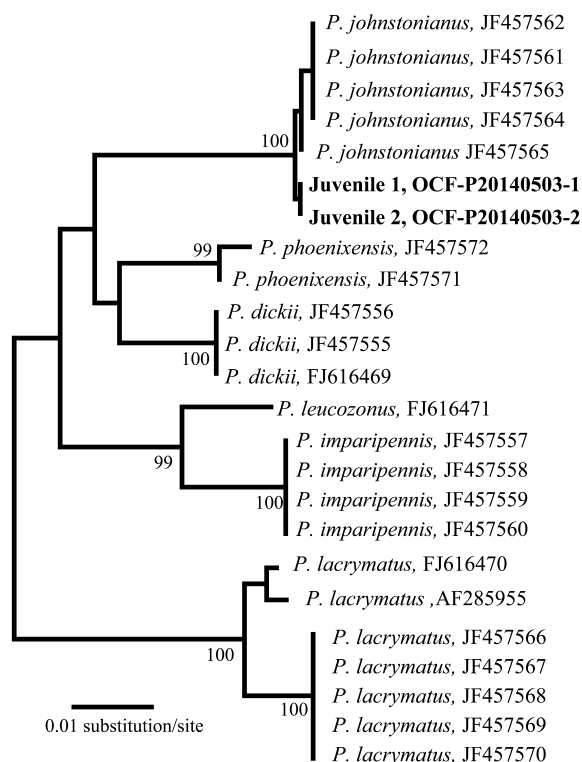 P. johnstonianus, JF457562
P. johnstonianus, JF457561
P. johnstonianus, JF457563
P. johnstonianus, JF457564
100
P. johnstonianus JF457565
Juvenile 1, OCF-P20140503-1
Juvenile 2, OCF-P20140503-2
99
P. phoenixensis, JF457572
P. phoenixensis, JF457571
P. dickii, JF457556
P. dickii, JF457555
100
P. dickii, FJ616469
P. leucozonus, FJ616471
P. imparipennis, JF457557
99
P. imparipennis, JF457558
P. imparipennis, JF457559
100
P. imparipennis, JF457560
P. lacrymatus, FJ616470
P. lacrymatus ,AF285955
P. lacrymatus, JF457566
100
P. lacrymatus, JF457567
P. lacrymatus, JF457568
100
P. lacrymatus, JF457569
P. lacrymatus, JF457570
0.01 substitution/site